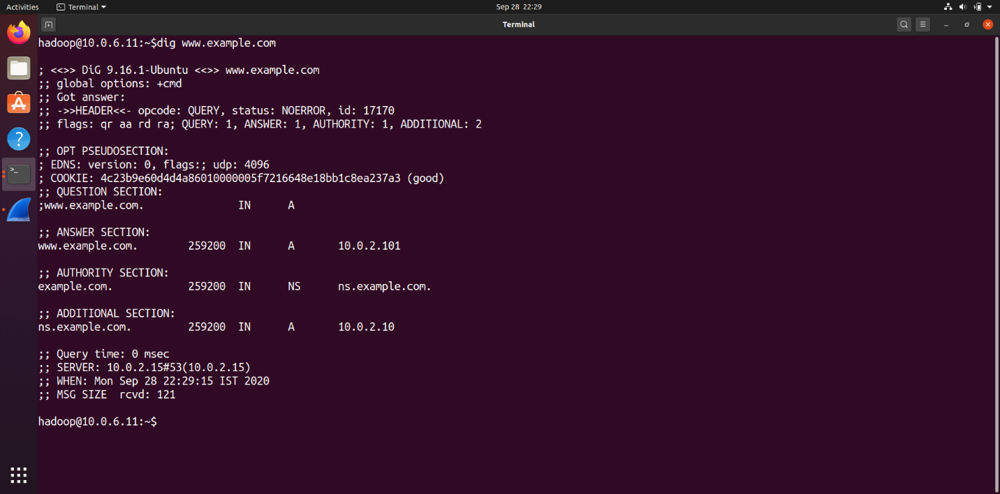 Activities Terminal Sep 28 22:29
Terminal
hadoop@10.0.6.11:~$dig www.example.com
; <<>> DiG 9.16.1-Ubuntu <<>> www.example.com
;; global options: +cmd
;; Got answer:
;; ->>HEADER<<- opcode: QUERY, status: NOERROR, id: 17170
;; flags: qr aa rd ra; QUERY: 1, ANSWER: 1, AUTHORITY: 1, ADDITIONAL: 2
;; OPT PSEUDOSECTION:
; EDNS: version: 0, flags:; udp: 4096
; COOKIE: 4c23b9e60d4d4a86010000005f7216648e18bb1c8ea237a3 (good)
;; QUESTION SECTION:
;www.example.com. IN A
;; ANSWER SECTION:
www.example.com. 259200 IN A 10.0.2.101
;; AUTHORITY SECTION:
example.com. 259200 IN NS ns.example.com.
;; ADDITIONAL SECTION:
ns.example.com. 259200 IN A 10.0.2.10
;; Query time: 0 msec
;; SERVER: 10.0.2.15#53(10.0.2.15)
;; WHEN: Mon Sep 28 22:29:15 IST 2020
;; MSG SIZE rcvd: 121
hadoop@10.0.6.11:~$